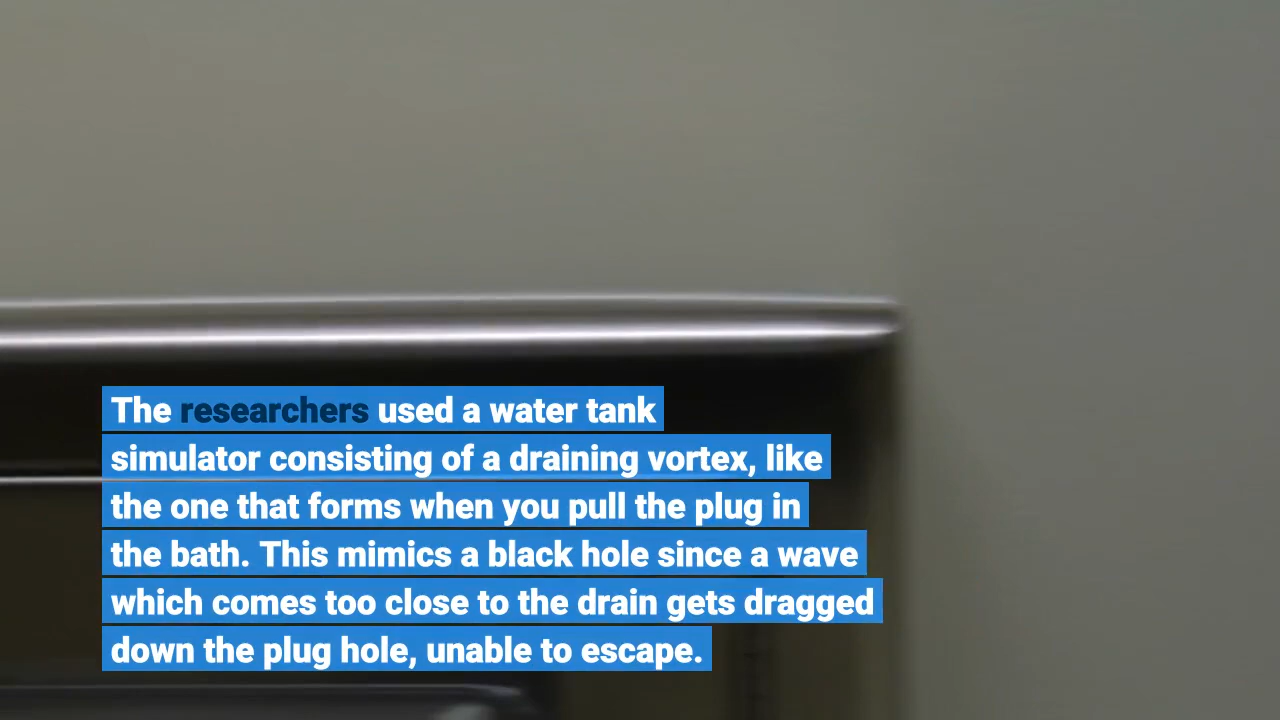 The researchers used a water tank
simulator consisting of a draining vortex, like
the one that forms when you pull the plug in
the bath. This mimics a black hole since a wave
which comes too close to the drain gets dragged
down the plug hole, unable to escape.